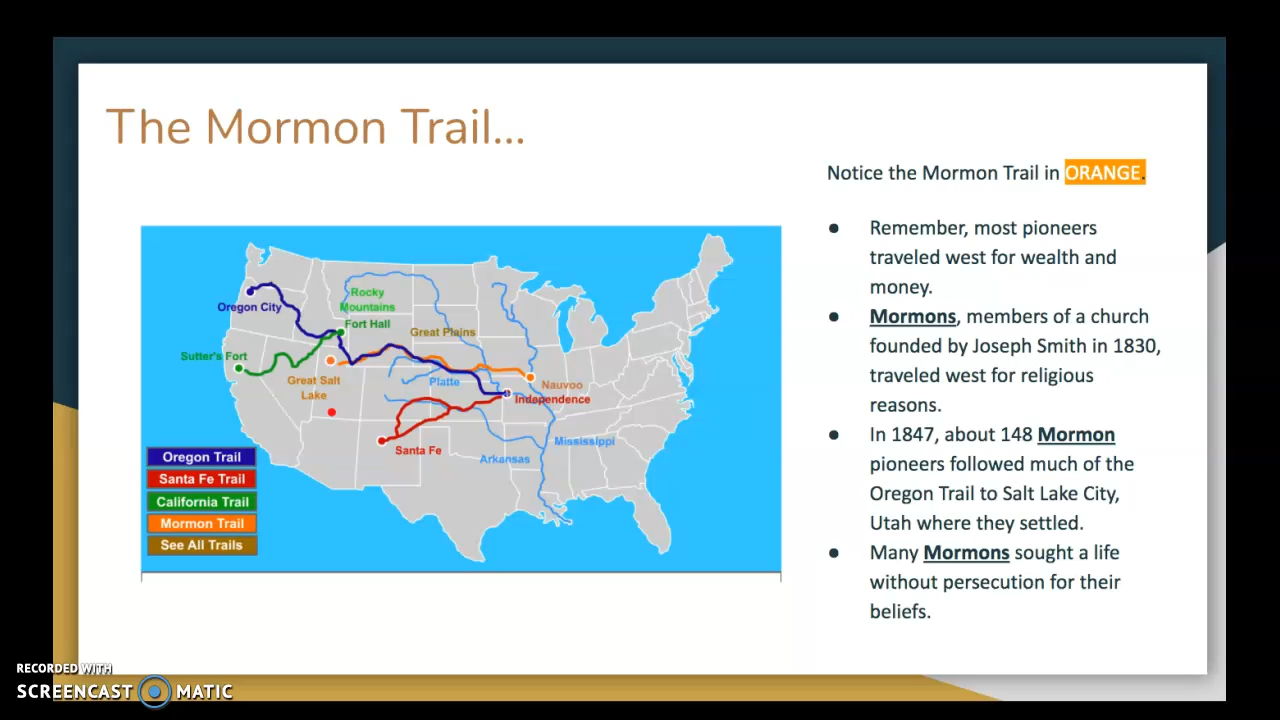 The Mormon Trail...
Notice the Mormon Trail in ORANGE.
● Remember, most pioneers
traveled west for wealth and
money.
● Mormons, members of a church
founded by Joseph Smith in 1830,
traveled west for religious
reasons.
● In 1847, about 148 Mormon
pioneers followed much of the
Oregon Trail to Salt Lake City,
Utah where they settled.
● Many Mormons sought a life
without persecution for their
beliefs.
Oregon City
Rocky
Mountains
Fort Hall
Great Plains
Sutter's Fort
Great Salt
Lake
Platte
Nauvoo
Independence
Santa Fe
Arkansas
Mississippi
Oregon Trail
Santa Fe Trail
California Trail
Mormon Trail
See All Trails
RECORDED WITH
SCREENCAST MATIC